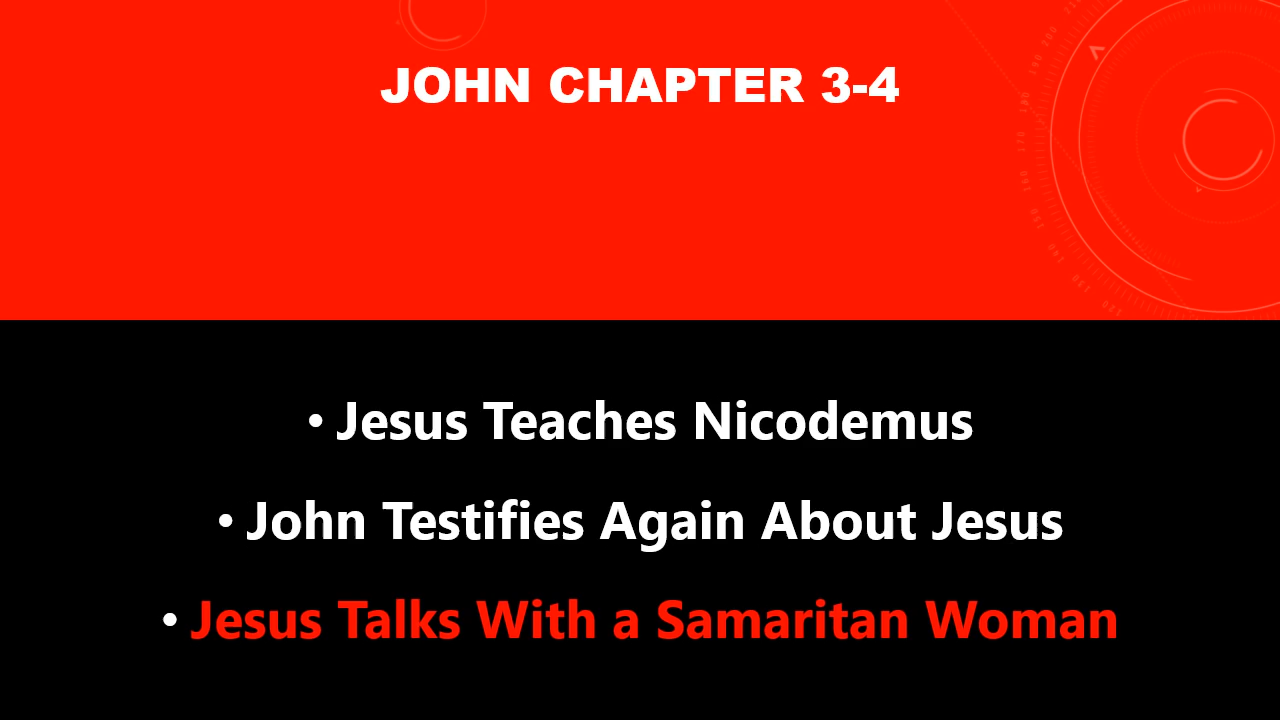 JOHN CHAPTER 3-4
• Jesus Teaches Nicodemus
• John Testifies Again About Jesus
• Jesus Talks With a Samaritan Woman